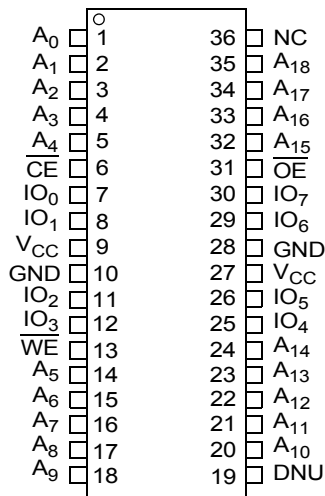 A0 1 36 NC
A1 2 35 A18
A2 3 34 A17
A3 4 33 A16
A4 5 32 A15
CE 6 31 OE
IO0 7 30 IO7
IO1 8 29 IO6
VCC 9 28 GND
GND 10 27 VCC
IO2 11 26 IO5
IO3 12 25 IO4
WE 13 24 A14
A5 14 23 A13
A6 15 22 A12
A7 16 21 A11
A8 17 20 A10
A9 18 19 DNU